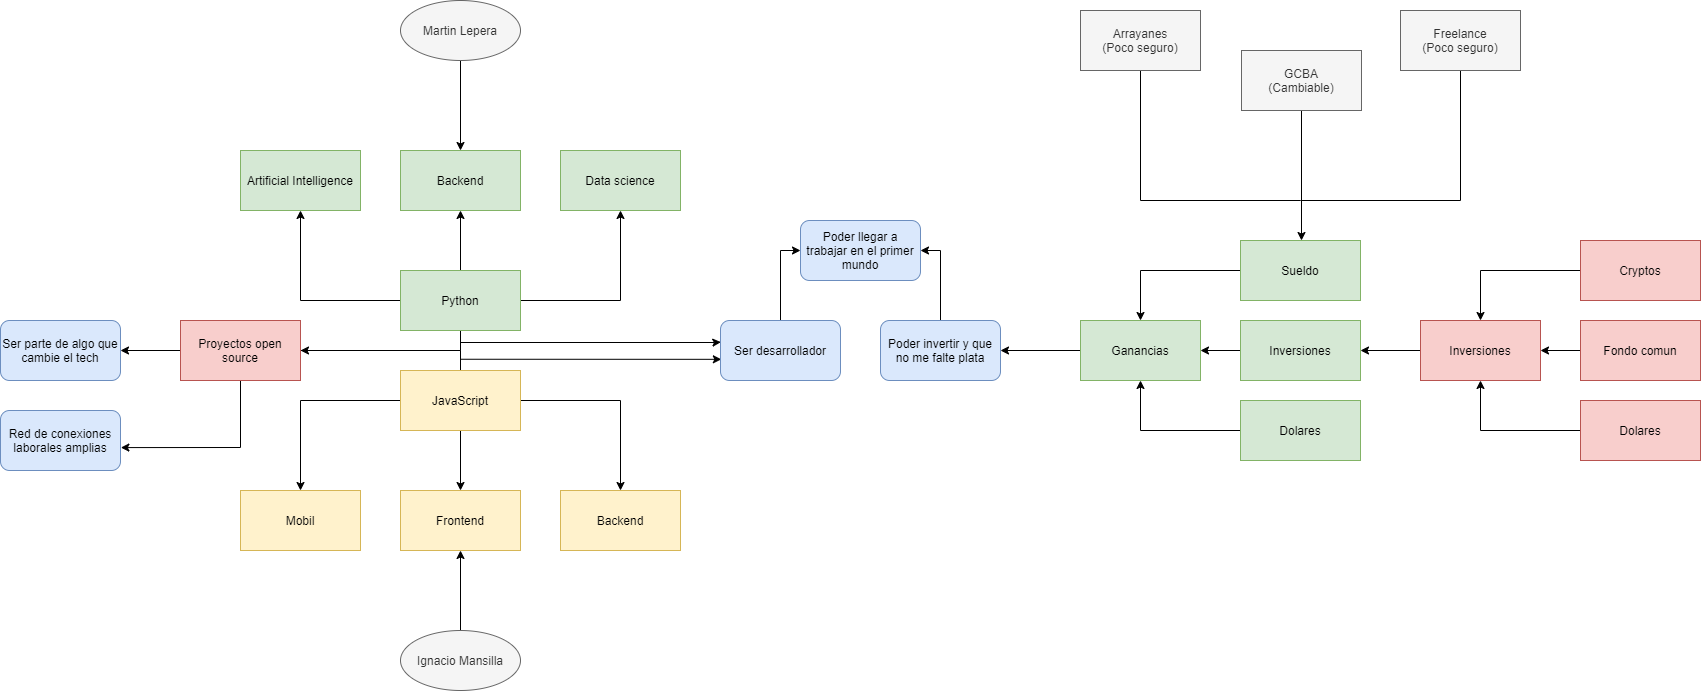 Martin Lepera
Arrayanes
(Poco seguro)
GCBA
(Cambiable)
Freelance
(Poco seguro)
Artificial Intelligence
Backend
Data science
Poder llegar a
trabajar en el primer
mundo
Sueldo
Cryptos
Python
Ser parte de algo que
cambie el tech
Proyectos open
source
Ser desarrollador
Poder invertir y que
no me falte plata
Ganancias
Inversiones
Inversiones
Fondo comun
JavaScript
Red de conexiones
laborales amplias
Dolares
Dolares
Mobil
Frontend
Backend
Ignacio Mansilla